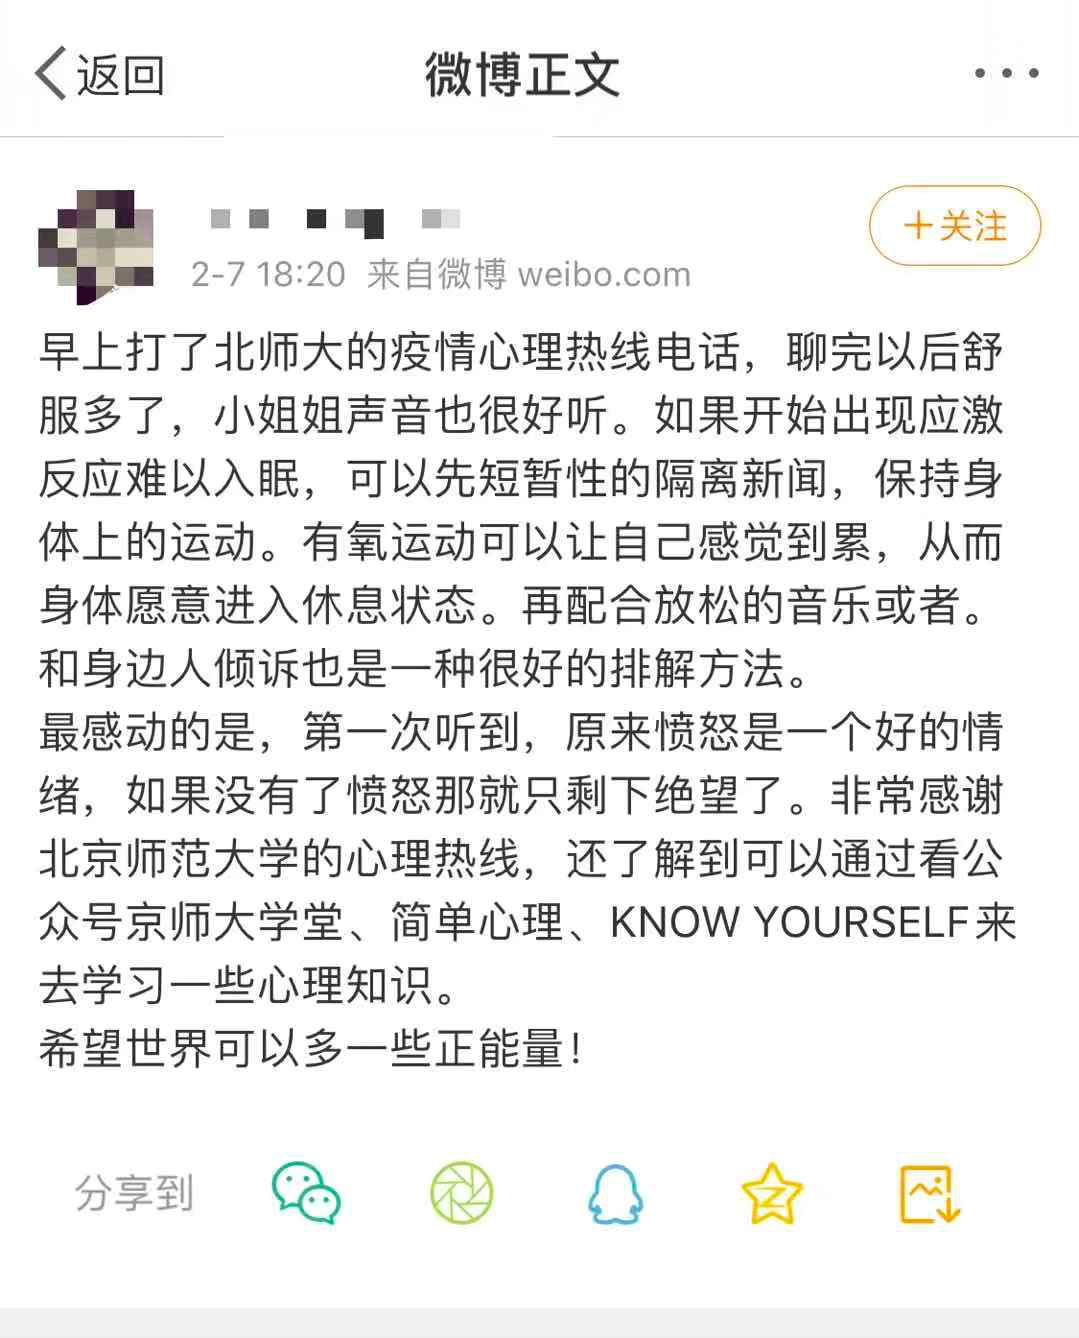 返回
微博正文
+关注
2-7 18:20 来自微博 weibo.com
早上打了北师大的疫情心理热线电话，聊完以后舒
服多了，小姐姐声音也很好听。如果开始出现应激
反应难以入眠，可以先短暂性的隔离新闻，保持身
体上的运动。有氧运动可以让自己感觉到累，从而
身体愿意进入休息状态。再配合放松的音乐或者。
和身边人倾诉也是一种很好的排解方法。
最感动的是，第一次听到，原来愤怒是一个好的情
绪，如果没有了愤怒那就只剩下绝望了。非常感谢
北京师范大学的心理热线，还了解到可以通过看公
众号京师大学堂、简单心理、KNOW YOURSELF来
去学习一些心理知识。
希望世界可以多一些正能量！
分享到